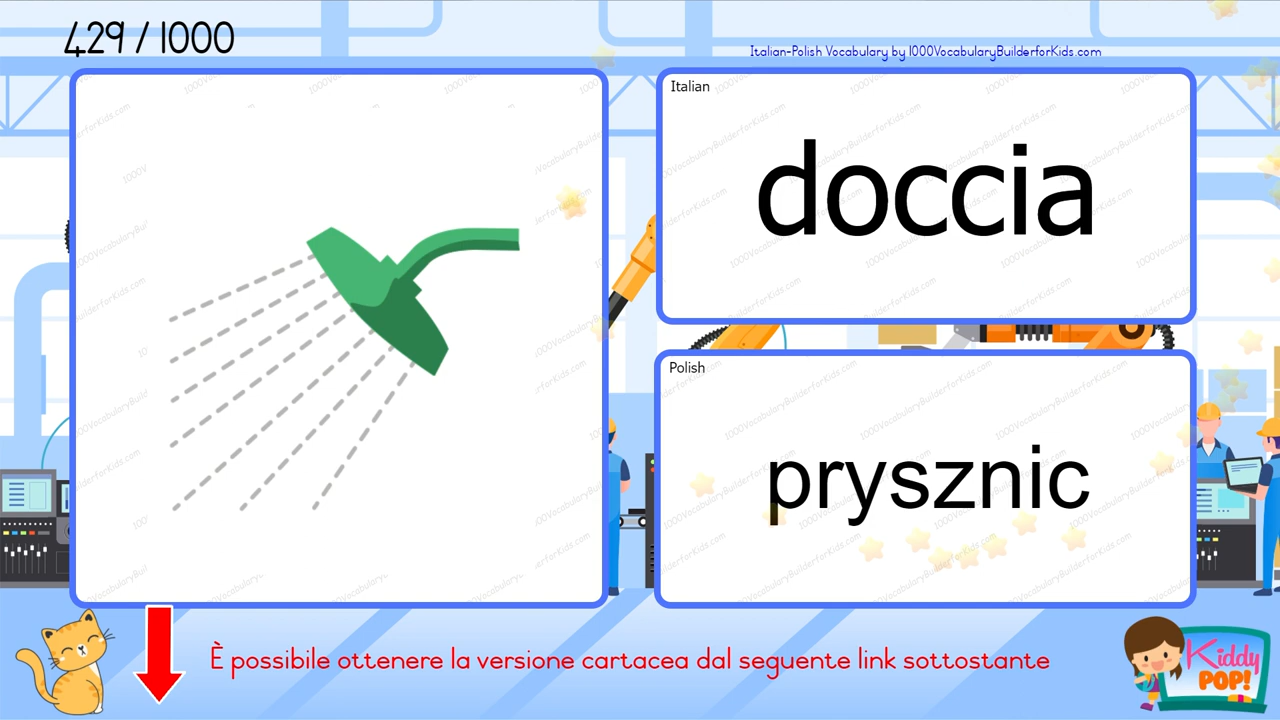 429 / 1000
Italian-Polish Vocabulary by 1000VocabularyBuilderforKids.com
Italian
doccia
Polish
prysznic
È possibile ottenere la versione cartacea dal seguente link sottostante
Kiddy
POP!